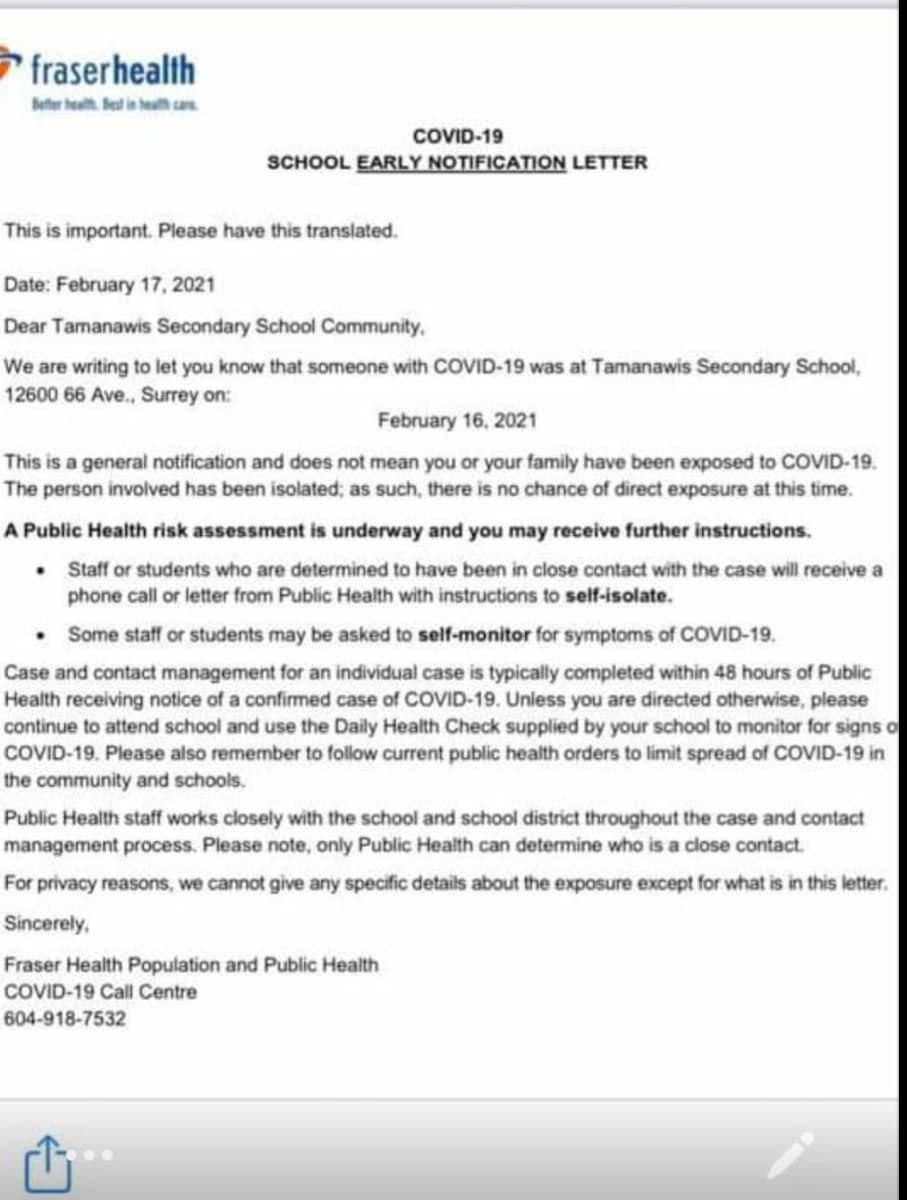 fraserhealth
Better health. Best in health care.
COVID-19
SCHOOL EARLY NOTIFICATION LETTER
This is important. Please have this translated.
Date: February 17, 2021
Dear Tamanawis Secondary School Community,
We are writing to let you know that someone with COVID-19 was at Tamanawis Secondary School,
12600 66 Ave., Surrey on:
February 16, 2021
This is a general notification and does not mean you or your family have been exposed to COVID-19.
The person involved has been isolated; as such, there is no chance of direct exposure at this time.
A Public Health risk assessment is underway and you may receive further instructions.
• Staff or students who are determined to have been in close contact with the case will receive a
phone call or letter from Public Health with instructions to self-isolate.
• Some staff or students may be asked to self-monitor for symptoms of COVID-19.
Case and contact management for an individual case is typically completed within 48 hours of Public
Health receiving notice of a confirmed case of COVID-19. Unless you are directed otherwise, please
continue to attend school and use the Daily Health Check supplied by your school to monitor for signs o
COVID-19. Please also remember to follow current public health orders to limit spread of COVID-19 in
the community and schools.
Public Health staff works closely with the school and school district throughout the case and contact
management process. Please note, only Public Health can determine who is a close contact.
For privacy reasons, we cannot give any specific details about the exposure except for what is in this letter.
Sincerely,
Fraser Health Population and Public Health
COVID-19 Call Centre
604-918-7532